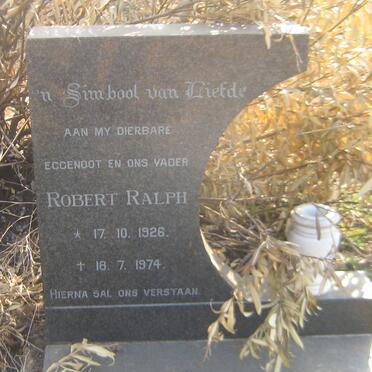 'n Simbool van Liefde
AAN MY DIERBARE
EGGENOOT EN ONS VADER
ROBERT RALPH
* 17. 10. 1926.
† 18. 7. 1974.
HIERNA SAL ONS VERSTAAN.